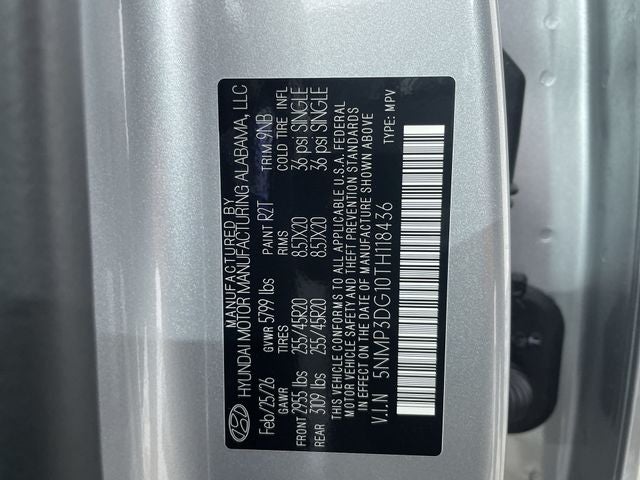 MANUFACTURED BY
HYUNDAI MOTOR MANUFACTURING ALABAMA, LLC
Feb/25/26 GVWR 5799 lbs PAINT R2T TRIM 9NB
GAWR TIRES RIMS COLD TIRE INFL
FRONT 2955 lbs 255/45R20 8.5JX20 36 psi SINGLE
REAR 3109 lbs 255/45R20 8.5JX20 36 psi SINGLE
THIS VEHICLE CONFORMS TO ALL APPLICABLE U.S.A. FEDERAL
MOTOR VEHICLE SAFETY AND THEFT PREVENTION STANDARDS
IN EFFECT ON THE DATE OF MANUFACTURE SHOWN ABOVE
V.I.N 5NMP3DG10TH118436 TYPE: MPV